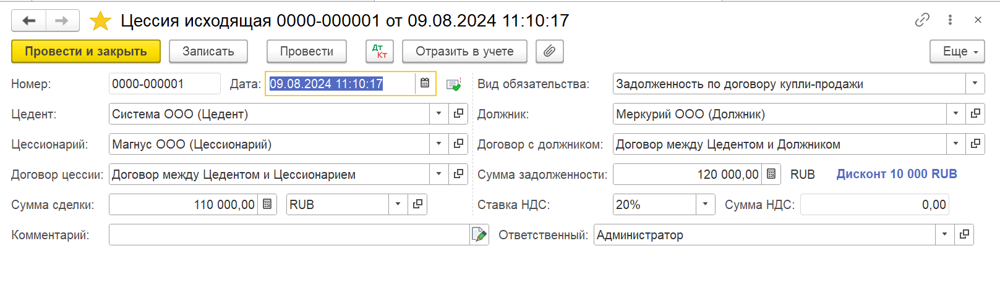 Цессия исходящая 0000-000001 от 09.08.2024 11:10:17
Провести и закрыть Записать Провести Дт Кт Отразить в учете Еще
Номер: 0000-000001 Дата: 09.08.2024 11:10:17 Вид обязательства: Задолженность по договору купли-продажи
Цедент: Система ООО (Цедент) Должник: Меркурий ООО (Должник)
Цессионарий: Магнус ООО (Цессионарий) Договор с должником: Договор между Цедентом и Должником
Договор цессии: Договор между Цедентом и Цессионарием Сумма задолженности: 120 000,00 RUB Дисконт 10 000 RUB
Сумма сделки: 110 000,00 RUB Ставка НДС: 20% Сумма НДС: 0,00
Комментарий: Ответственный: Администратор